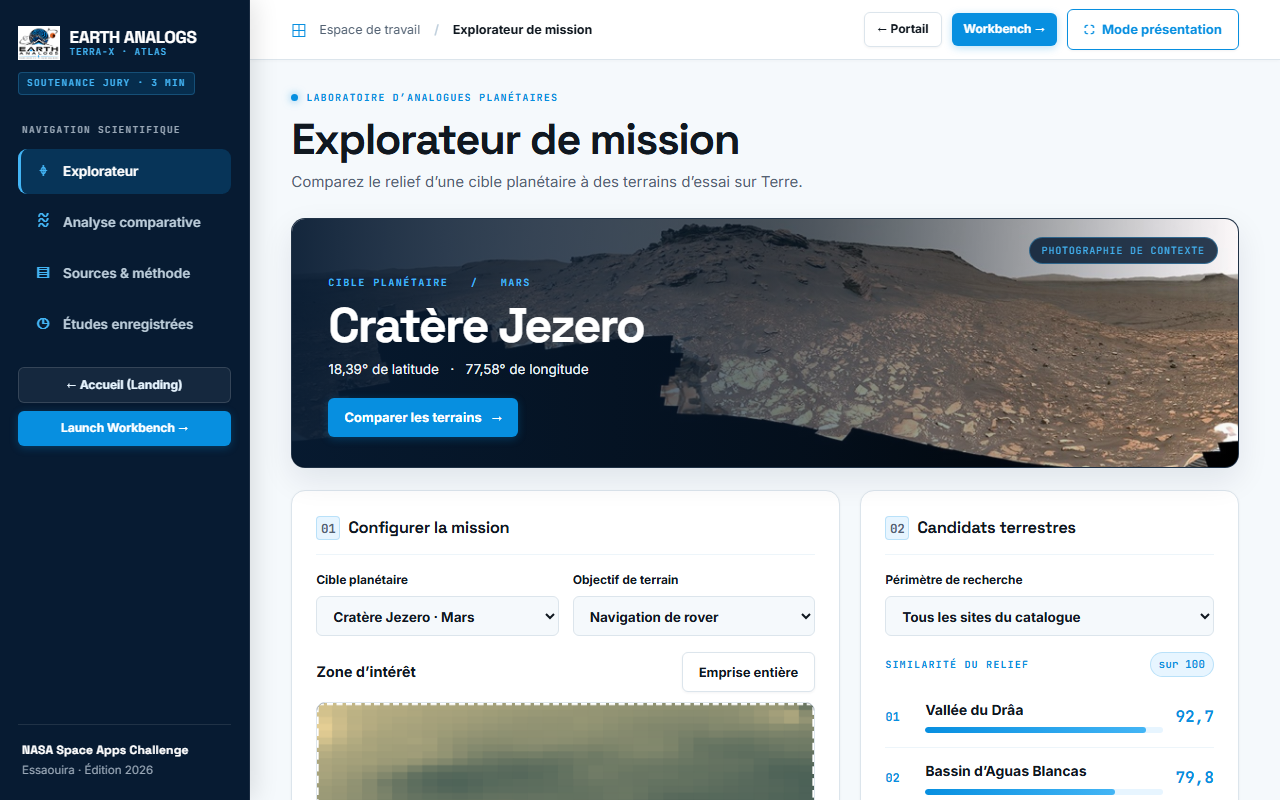 EARTH ANALOGS
TERRA-X · ATLAS
SOUTENANCE JURY · 3 MIN
NAVIGATION SCIENTIFIQUE
Explorateur
Analyse comparative
Sources & méthode
Études enregistrées
← Accueil (Landing)
Launch Workbench →
NASA Space Apps Challenge
Essaouira · Édition 2026
Espace de travail / Explorateur de mission
← Portail
Workbench →
Mode présentation
LABORATOIRE D’ANALOGUES PLANÉTAIRES
Explorateur de mission
Comparez le relief d’une cible planétaire à des terrains d’essai sur Terre.
PHOTOGRAPHIE DE CONTEXTE
CIBLE PLANÉTAIRE / MARS
Cratère Jezero
18,39° de latitude · 77,58° de longitude
Comparer les terrains →
01 Configurer la mission
Cible planétaire
Objectif de terrain
Cratère Jezero · Mars
Navigation de rover
Zone d’intérêt
Emprise entière
02 Candidats terrestres
Périmètre de recherche
Tous les sites du catalogue
SIMILARITÉ DU RELIEF
sur 100
01 Vallée du Drâa 92,7
02 Bassin d’Aguas Blancas 79,8